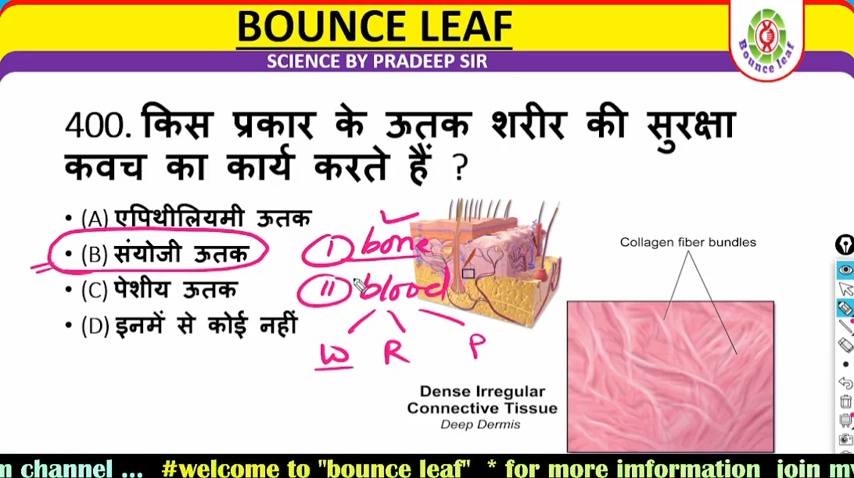 BOUNCE LEAF
SCIENCE BY PRADEEP SIR
Bounce leaf
400. किस प्रकार के ऊतक शरीर की सुरक्षा
कवच का कार्य करते हैं ?
• (A) एपिथीलियमी ऊतक
• (B) संयोजी ऊतक
• (C) पेशीय ऊतक
• (D) इनमें से कोई नहीं
I bone
II blood
W R P
Collagen fiber bundles
Dense Irregular
Connective Tissue
Deep Dermis
m channel ... #welcome to "bounce leaf" * for more imformation join my